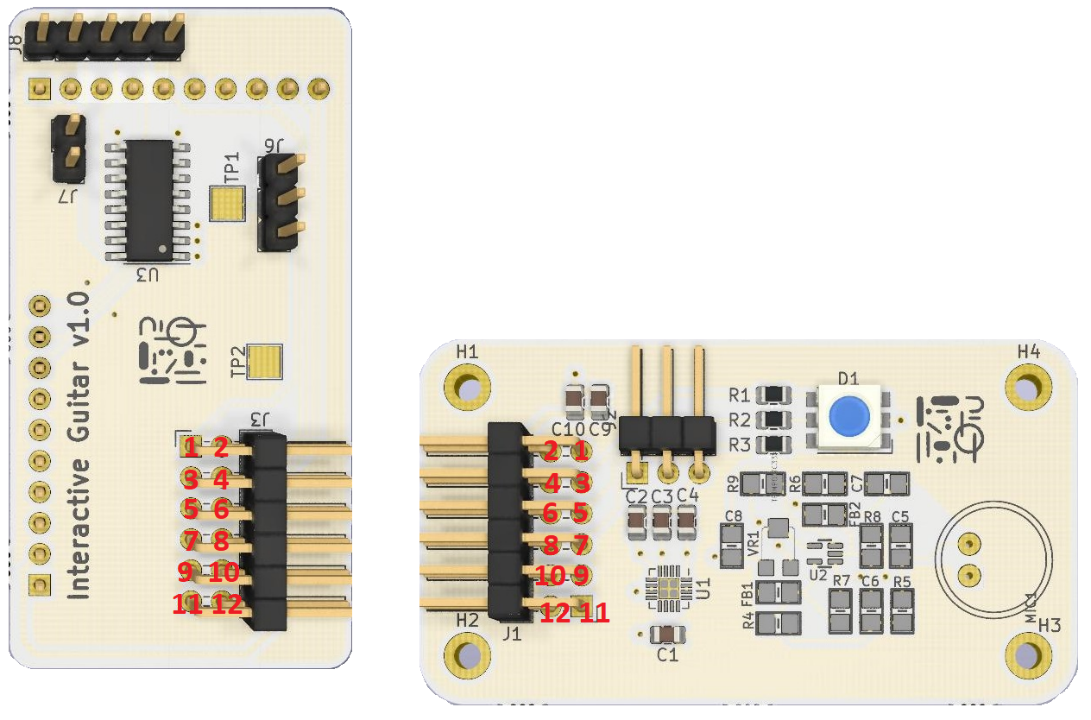 J8
J7
U3
TP1
J6
Interactive Guitar v1.0
TP2
J3
1 2
3 4
5 6
7 8
9 10
11 12
H1
H4
D1
R1
R2
R3
J2
C10 C9
2 1
4 3
6 5
8 7
10 9
12 11
C2 C3 C4
R9
R6
C7
C8
FB2
R8
C5
VR1
U2
U1
FB1
R4
R7
C6
R5
MIC1
H2
J1
C1
H3